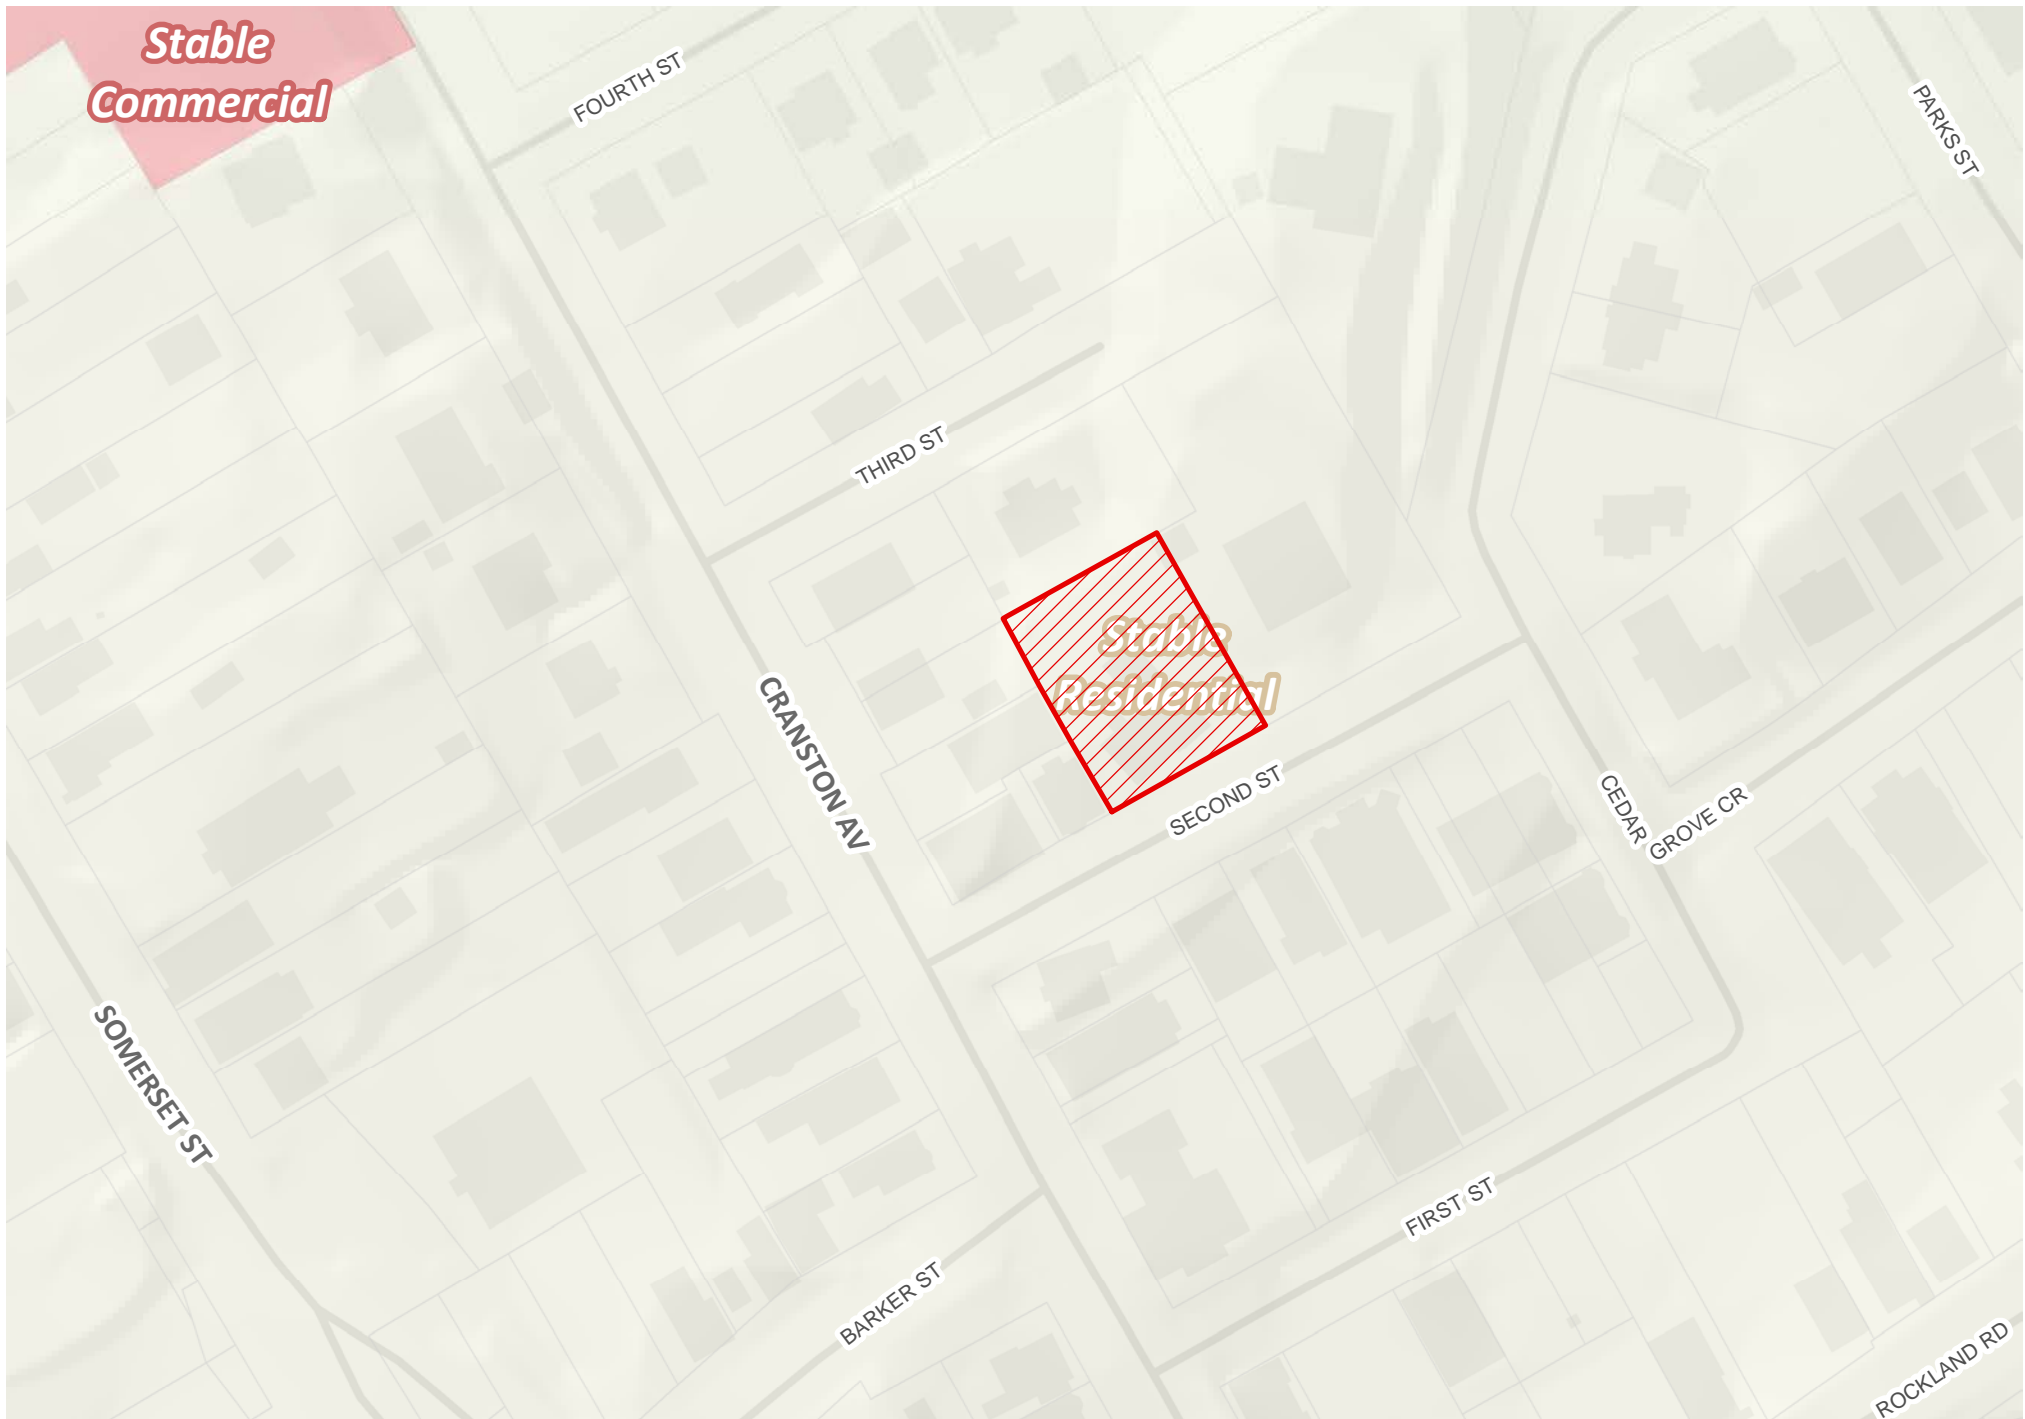 Stable
Commercial
FOURTH ST
PARKS ST
THIRD ST
Stable
Residential
CRANSTON AV
SECOND ST
CEDAR
GROVE CR
SOMERSET ST
FIRST ST
BARKER ST
ROCKLAND RD